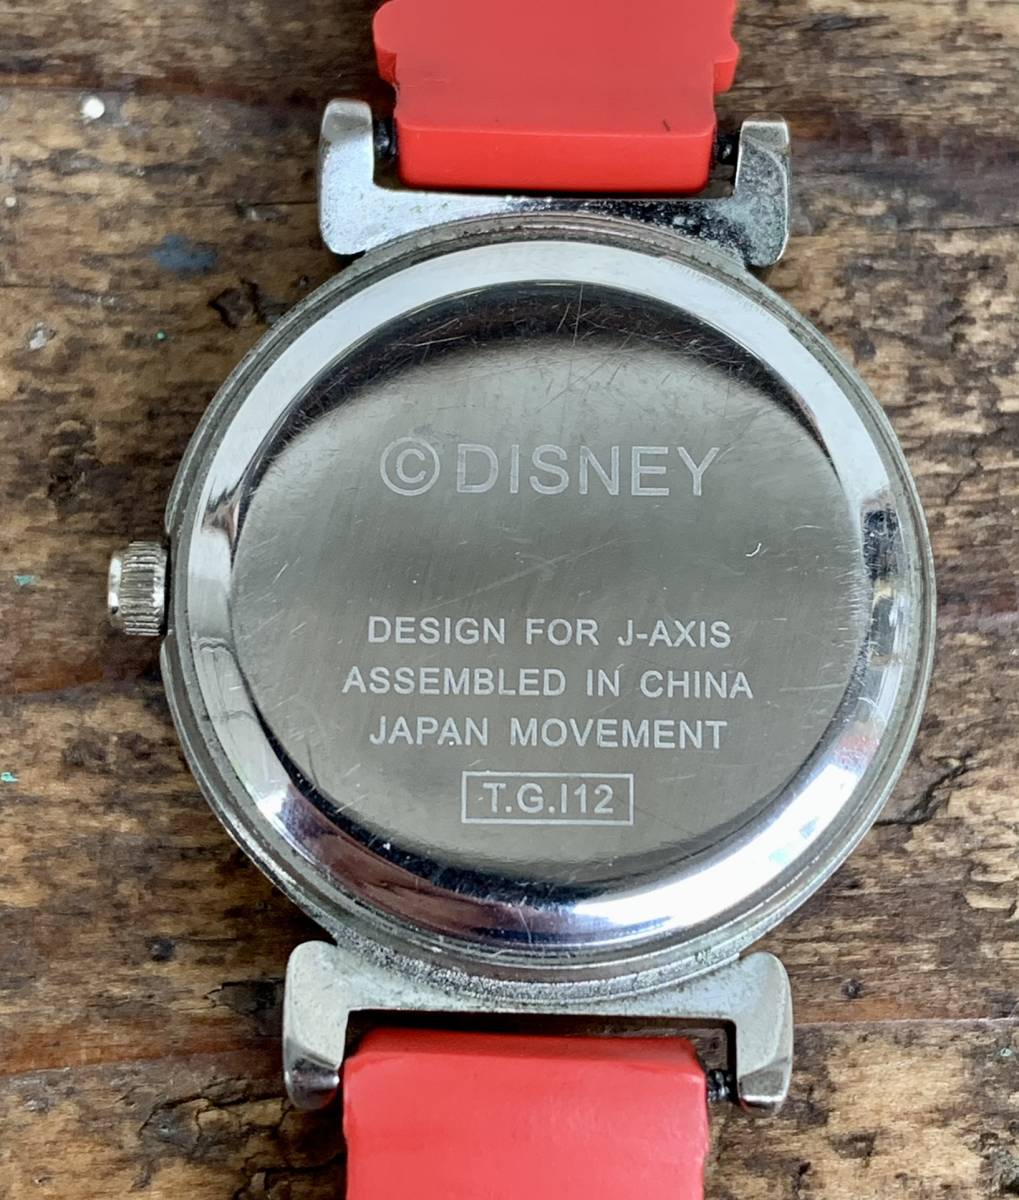 © DISNEY
DESIGN FOR J-AXIS
ASSEMBLED IN CHINA
JAPAN MOVEMENT
T.G.I12